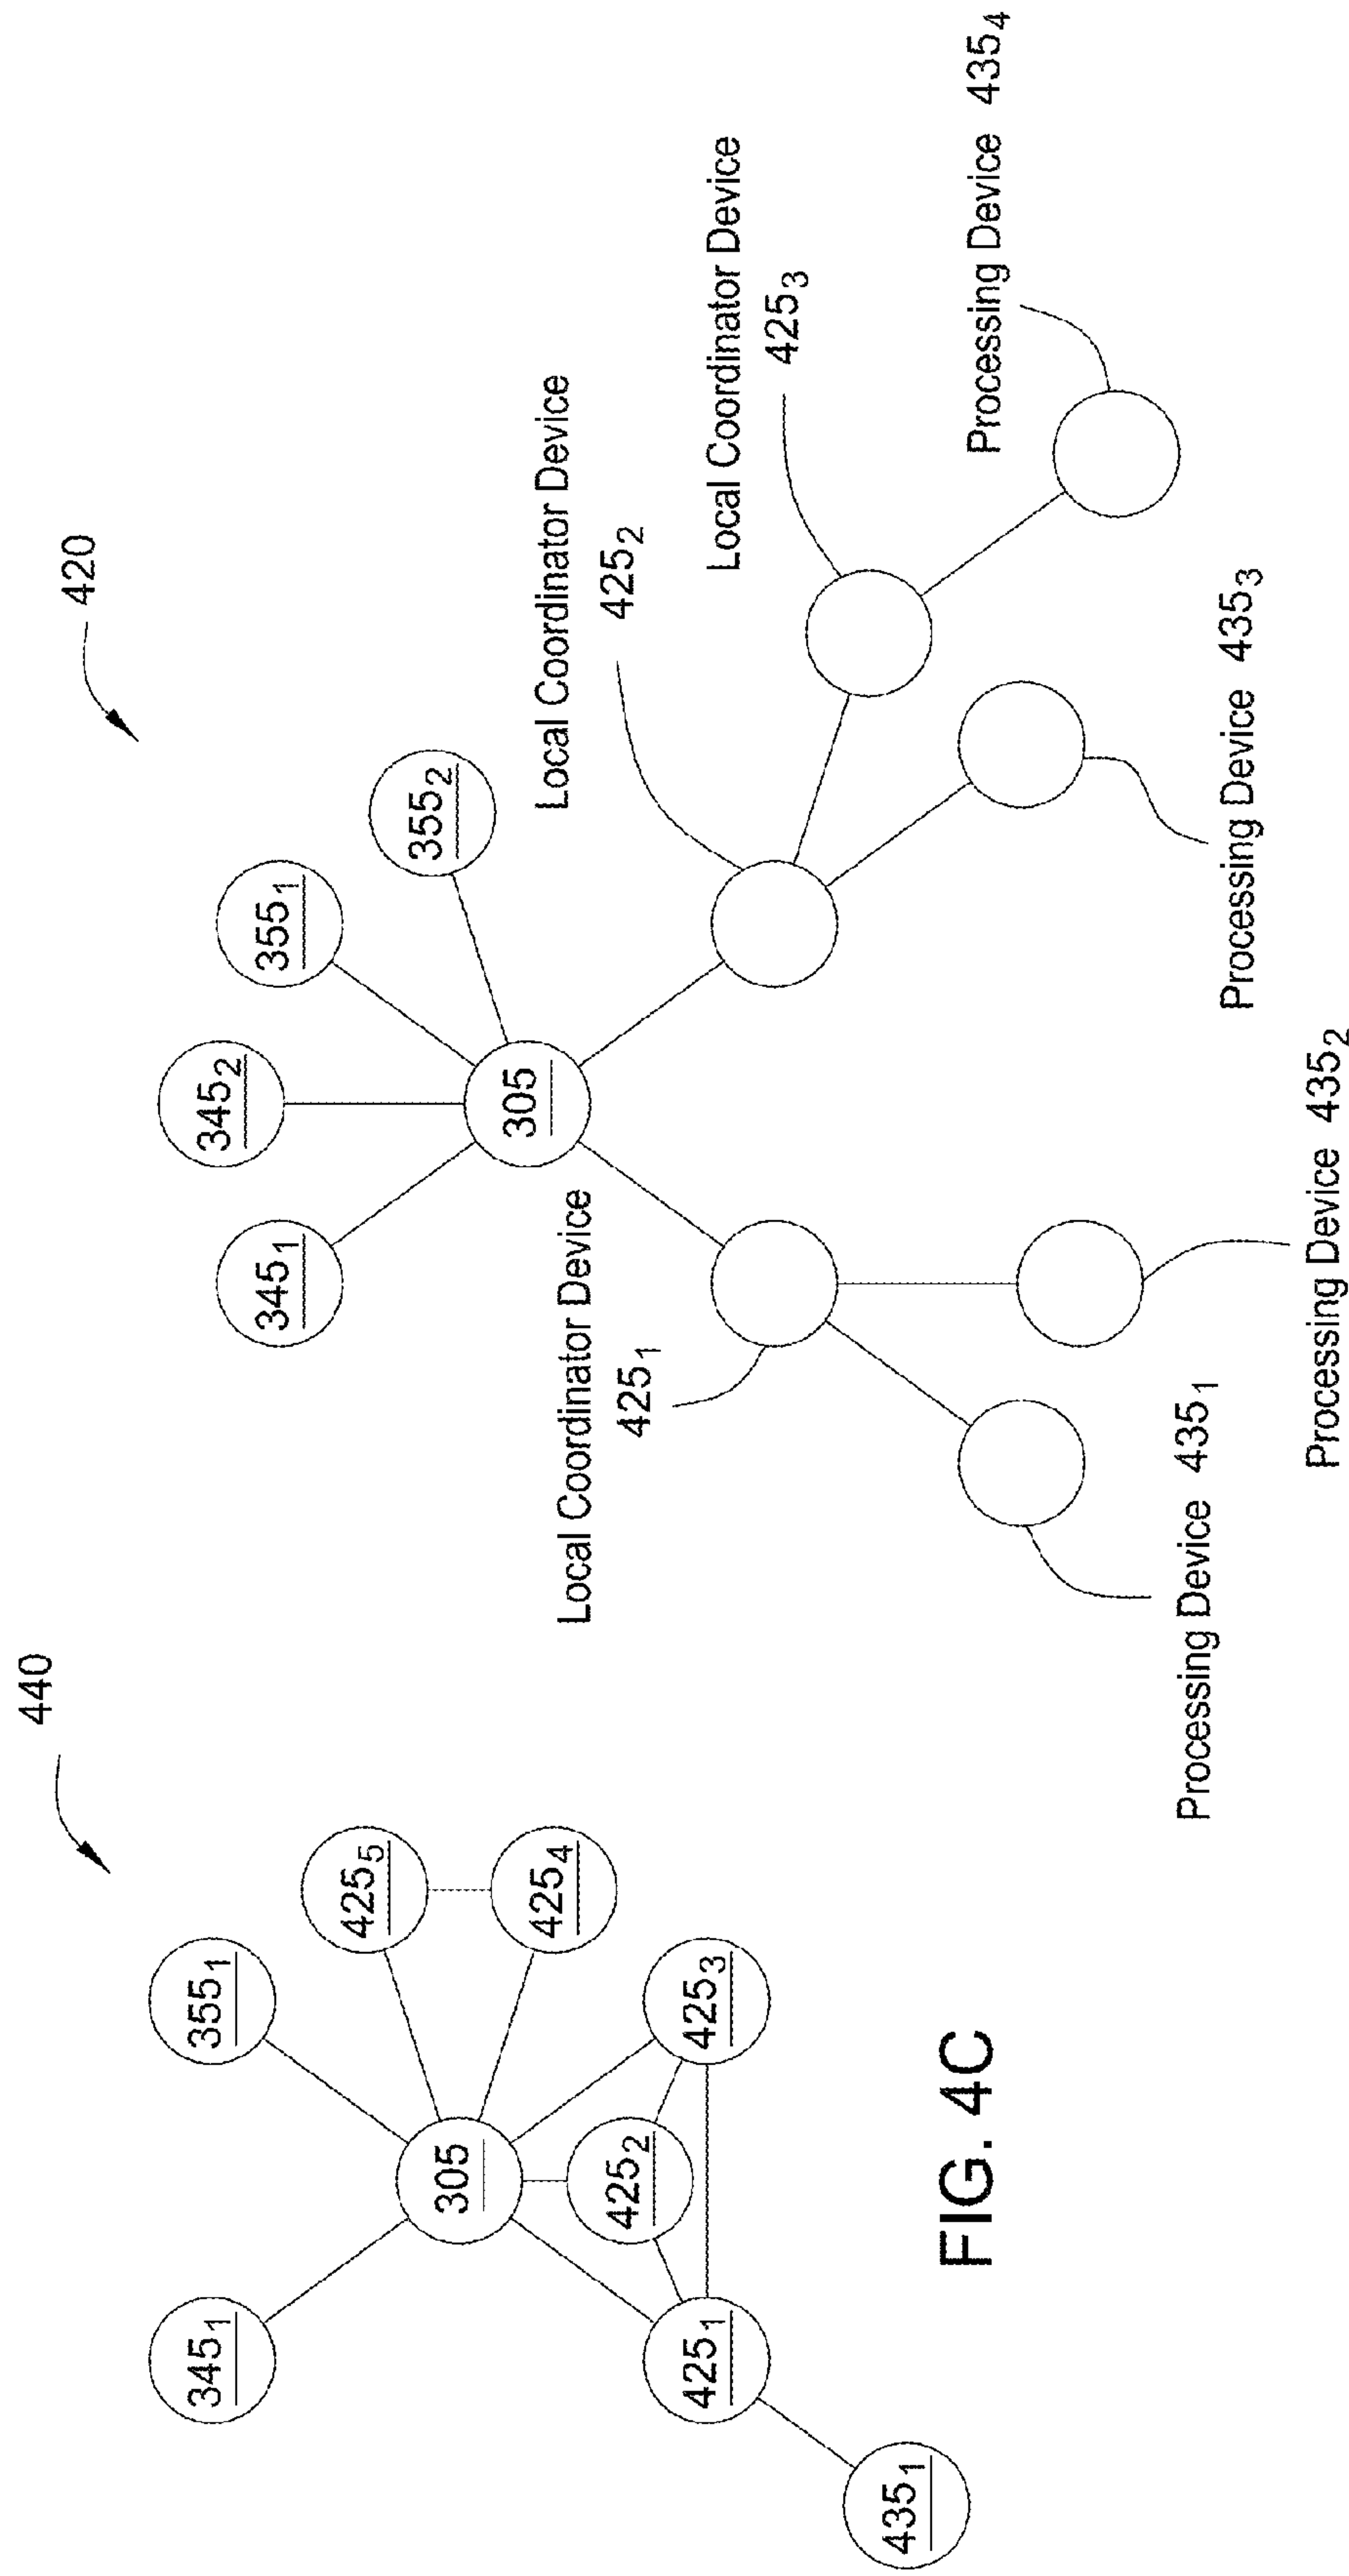 420
345₁
345₂
355₁
355₂
305
Local Coordinator Device
425₁
Local Coordinator Device
425₂
Local Coordinator Device
425₃
Processing Device 435₁
Processing Device 435₂
Processing Device 435₃
Processing Device 435₄
440
345₁
355₁
305
425₅
425₄
425₂
425₁
425₃
435₁
FIG. 4C